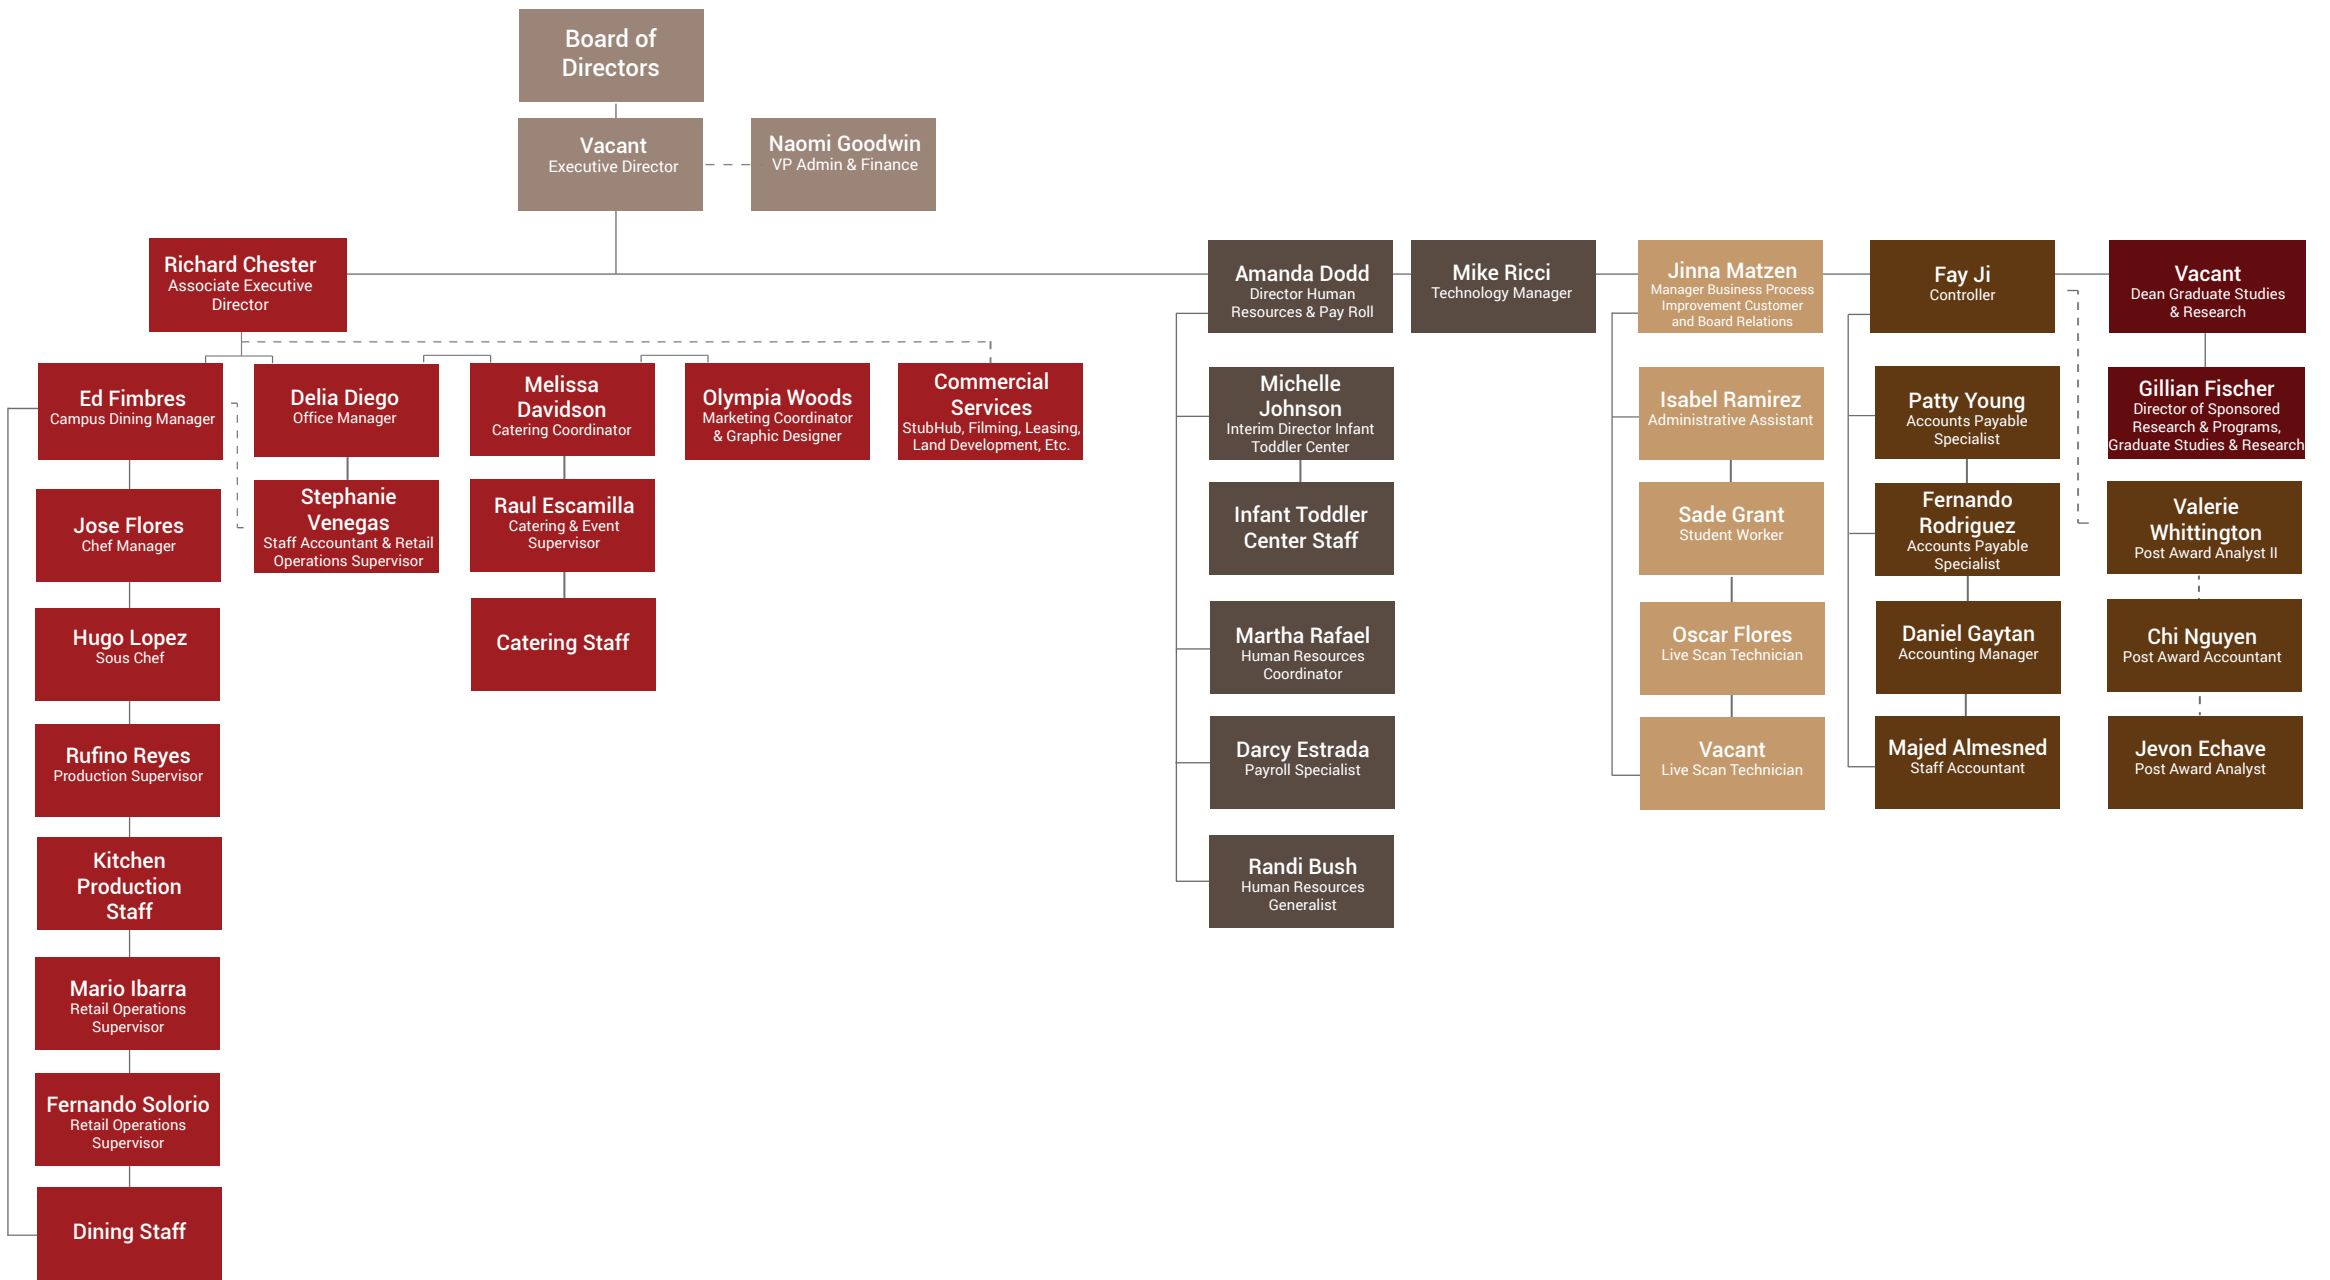 Board of
Directors
Vacant
Executive Director
Naomi Goodwin
VP Admin & Finance
Richard Chester
Associate Executive
Director
Amanda Dodd
Director Human
Resources & Pay Roll
Mike Ricci
Technology Manager
Jinna Matzen
Manager Business Process
Improvement Customer
and Board Relations
Fay Ji
Controller
Vacant
Dean Graduate Studies
& Research
Ed Fimbres
Campus Dining Manager
Delia Diego
Office Manager
Melissa
Davidson
Catering Coordinator
Olympia Woods
Marketing Coordinator
& Graphic Designer
Commercial
Services
StubHub, Filming, Leasing,
Land Development, Etc.
Michelle
Johnson
Interim Director Infant
Toddler Center
Isabel Ramirez
Administrative Assistant
Patty Young
Accounts Payable
Specialist
Gillian Fischer
Director of Sponsored
Research & Programs,
Graduate Studies & Research
Jose Flores
Chef Manager
Stephanie
Venegas
Staff Accountant & Retail
Operations Supervisor
Raul Escamilla
Catering & Event
Supervisor
Infant Toddler
Center Staff
Sade Grant
Student Worker
Fernando
Rodriguez
Accounts Payable
Specialist
Valerie
Whittington
Post Award Analyst II
Hugo Lopez
Sous Chef
Catering Staff
Martha Rafael
Human Resources
Coordinator
Oscar Flores
Live Scan Technician
Daniel Gaytan
Accounting Manager
Chi Nguyen
Post Award Accountant
Rufino Reyes
Production Supervisor
Darcy Estrada
Payroll Specialist
Vacant
Live Scan Technician
Majed Almesned
Staff Accountant
Jevon Echave
Post Award Analyst
Kitchen
Production
Staff
Randi Bush
Human Resources
Generalist
Mario Ibarra
Retail Operations
Supervisor
Fernando Solorio
Retail Operations
Supervisor
Dining Staff